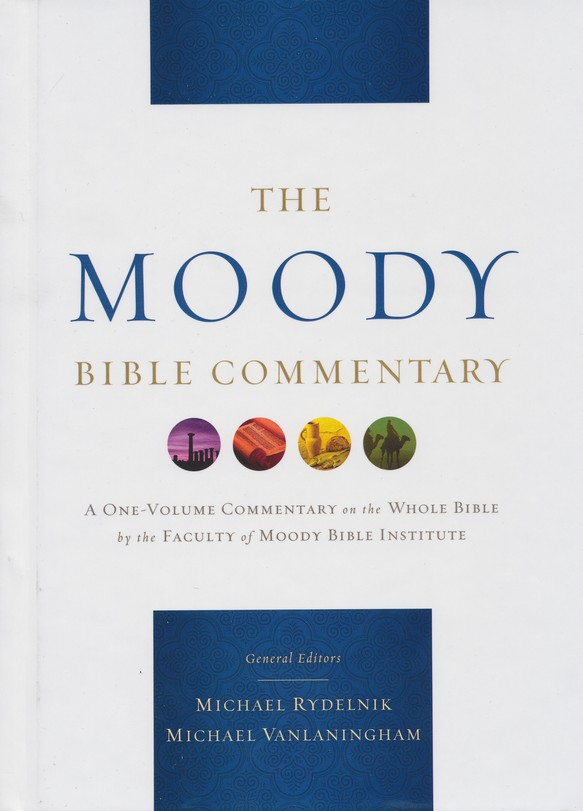 THE
MOODY
BIBLE COMMENTARY
A ONE-VOLUME COMMENTARY on the WHOLE BIBLE
by the FACULTY of MOODY BIBLE INSTITUTE
General Editors
MICHAEL RYDELNIK
MICHAEL VANLANINGHAM